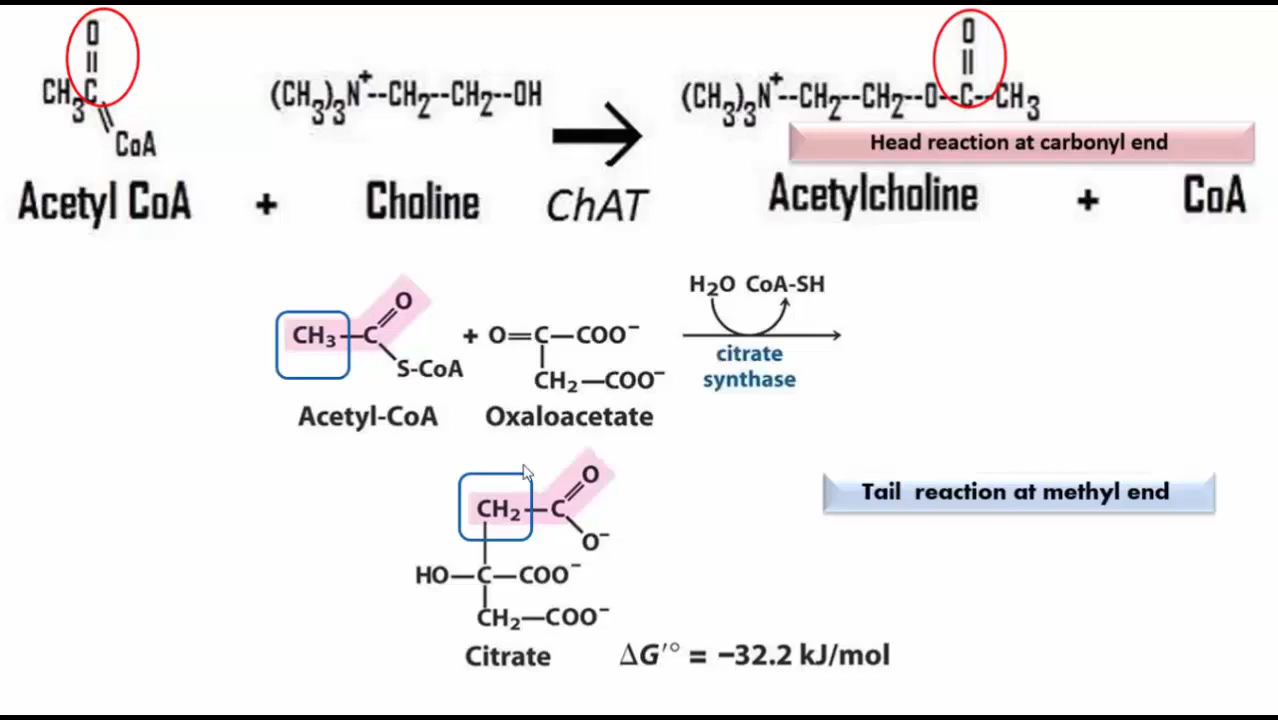 O
||
CH3C
CoA
(CH3)3N+--CH2--CH2--OH
O
||
(CH3)3N+--CH2--CH2--O--C--CH3
Head reaction at carbonyl end
Acetyl CoA + Choline ChAT Acetylcholine + CoA
H2O CoA-SH
CH3—C
O
S-CoA
+ O=C—COO−
CH2—COO−
citrate
synthase
Acetyl-CoA Oxaloacetate
CH2—C
O
O−
Tail reaction at methyl end
HO—C—COO−
CH2—COO−
Citrate ΔG′° = −32.2 kJ/mol